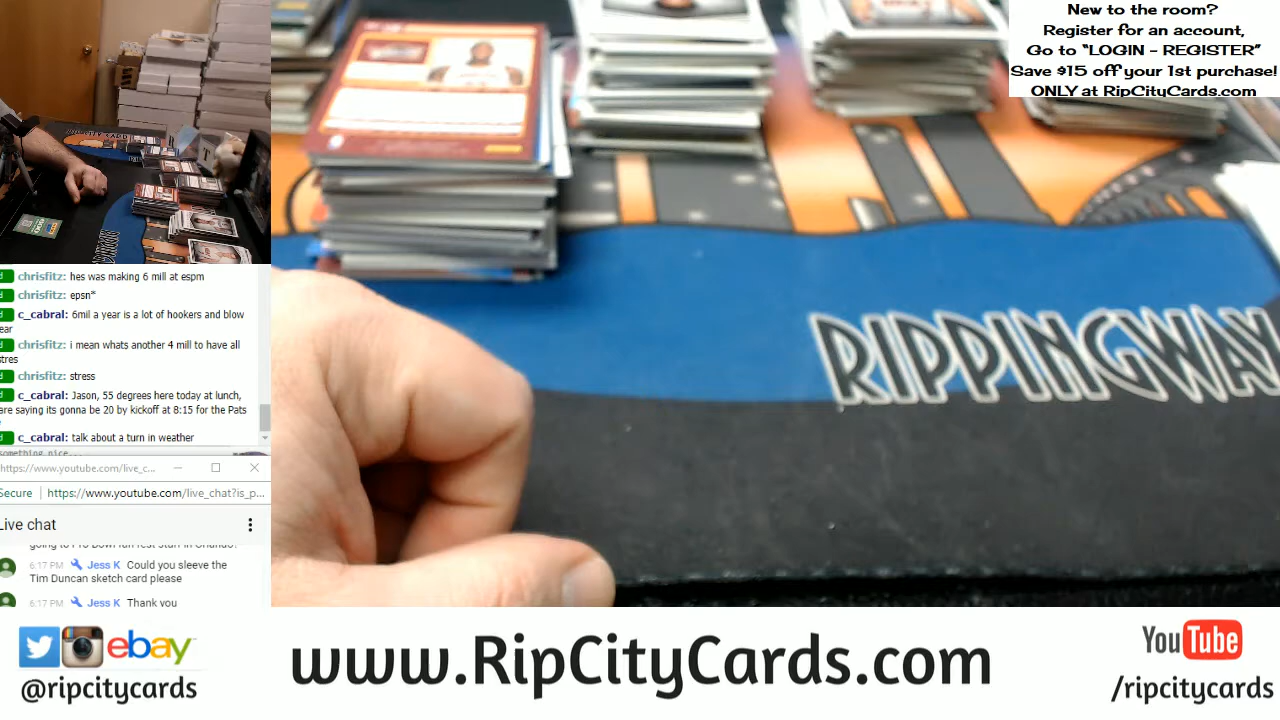 New to the room?
Register for an account,
Go to “LOGIN - REGISTER”
Save $15 off your 1st purchase!
ONLY at RipCityCards.com
RIPPINGWAY
chrisfitz: hes was making 6 mill at espm
chrisfitz: epsn*
c_cabral: 6mil a year is a lot of hookers and blow
ear
chrisfitz: i mean whats another 4 mill to have all
stres
chrisfitz: stress
c_cabral: Jason, 55 degrees here today at lunch,
are saying its gonna be 20 by kickoff at 8:15 for the Pats
c_cabral: talk about a turn in weather
something nice...
https://www.youtube.com/live_c...
Secure https://www.youtube.com/live_chat?is_p...
Live chat
6:17 PM Jess K Could you sleeve the
Tim Duncan sketch card please
6:17 PM Jess K Thank you
ebay
@ripcitycards
www.RipCityCards.com
YouTube
/ripcitycards